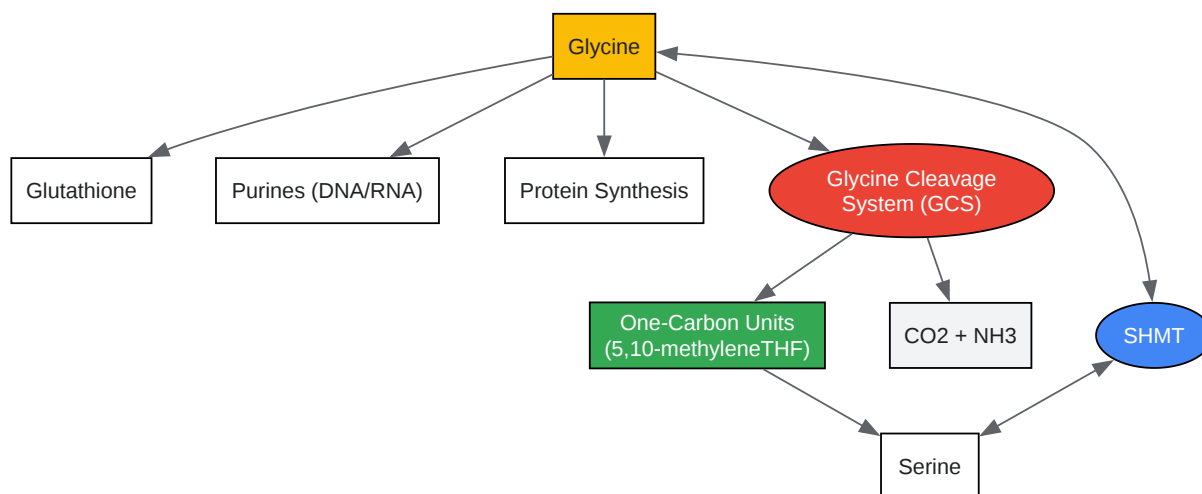 Glycine
Glutathione
Purines (DNA/RNA)
Protein Synthesis
Glycine Cleavage
System (GCS)
One-Carbon Units
(5,10-methyleneTHF)
CO2 + NH3
SHMT
Serine